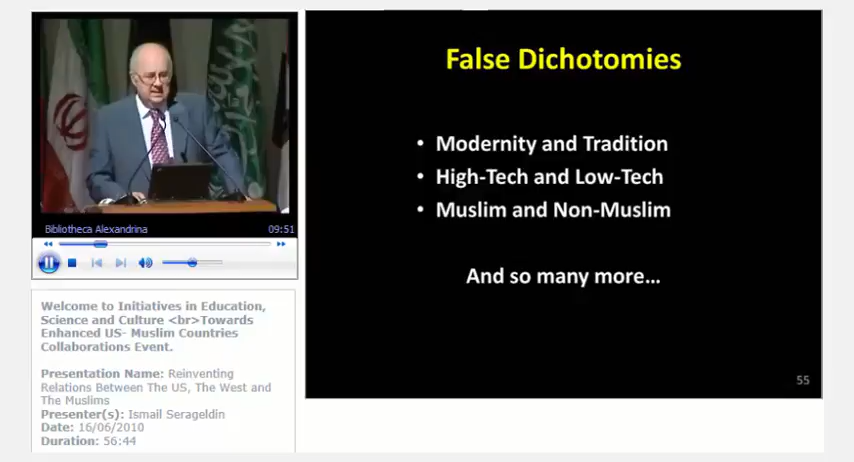 Bibliotheca Alexandrina 09:51
Welcome to Initiatives in Education,
Science and Culture <br>Towards
Enhanced US- Muslim Countries
Collaborations Event.
Presentation Name: Reinventing
Relations Between The US, The West and
The Muslims
Presenter(s): Ismail Serageldin
Date: 16/06/2010
Duration: 56:44
False Dichotomies
• Modernity and Tradition
• High-Tech and Low-Tech
• Muslim and Non-Muslim
And so many more...
55